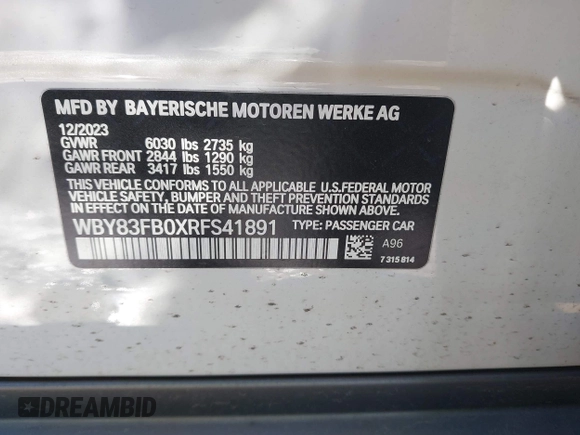 MFD BY BAYERISCHE MOTOREN WERKE AG
12/2023
GVWR 6030 lbs 2735 kg
GAWR FRONT 2844 lbs 1290 kg
GAWR REAR 3417 lbs 1550 kg
THIS VEHICLE CONFORMS TO ALL APPLICABLE U.S.FEDERAL MOTOR
VEHICLE SAFETY, BUMPER AND THEFT PREVENTION STANDARDS
IN EFFECT ON THE DATE OF MANUFACTURE SHOWN ABOVE.
WBY83FB0XRFS41891 TYPE: PASSENGER CAR
A96
7 315 814
DREAMBID